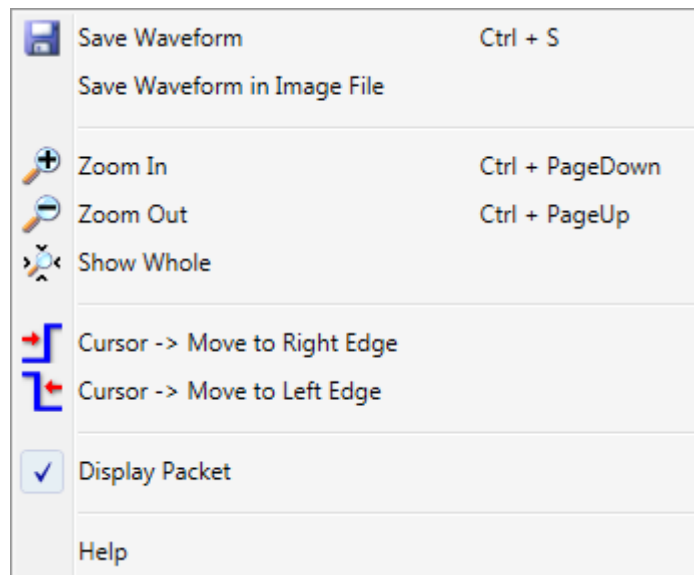 Save Waveform Ctrl + S
Save Waveform in Image File
Zoom In Ctrl + PageDown
Zoom Out Ctrl + PageUp
Show Whole
Cursor -> Move to Right Edge
Cursor -> Move to Left Edge
Display Packet
Help